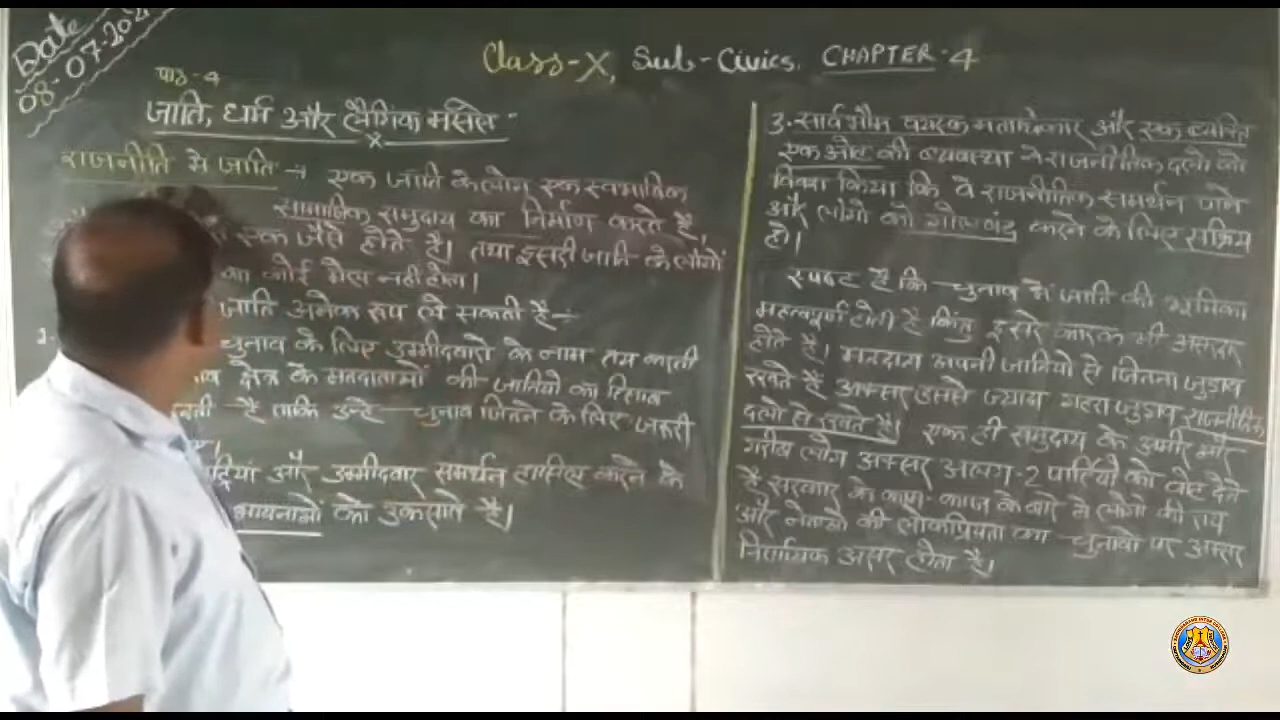 Date
08-07-202
Class-X, Sub-Civics, CHAPTER-4
पाठ-4
जाति, धर्म और लैंगिक मसले-
x
राजनीति मे जाति → एक जाति के लोग एक स्वभाविक
सामाजिक समुदाय का निर्माण करते है,
एक जैसे होते है। तथा दुसरी जाति के लोगों
का कोई मेल नहीं होता।
जाति अनेक रूप ले सकती है-
चुनाव के लिए उम्मीदवारो के नाम तय करती
क्षेत्र के मतदाताओं की जातियो का हिसाब
है ताकि उन्हे चुनाव जितने के लिए जरूरी
और उम्मीदवार समर्थन हासिल करने के
को उकसाते है।
3. सार्वभौम वयस्क मताधिकार और एक व्यक्ति
एक वोट की व्यवस्था ने राजनीतिक दलो को
विवश किया कि वे राजनीतिक समर्थन पाने
और लोगो को गोलबंद करने के लिए सक्रिय
हो।
स्पष्ट है कि चुनाव में जाति की भूमिका
महत्वपूर्ण होती है किंतु दुसरे कारक भी असरदार
होते है। मतदाता अपनी जातियो से जितना जुड़ाव
रखते है अक्सर उससे ज्यादा गहरा जुड़ाव राजनीतिक
दलो से रखते है। एक ही समुदाय के अमीर और
गरीब लोग अक्सर अलग-2 पार्टियो को वोट देते
है सरकार के काम-काज के बारे मे लोगो की राय
और नेताओ की लोकप्रियता का चुनावो पर अक्सर
निर्णायक असर होता है।